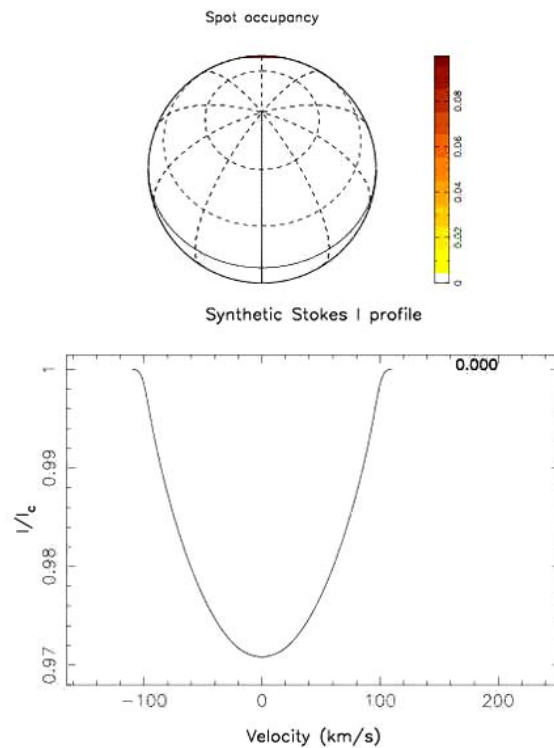 Spot occupancy
0 0.02 0.04 0.06 0.08
Synthetic Stokes I profile
0.000
I/Ic
1
0.99
0.98
0.97
−100 0 100 200
Velocity (km/s)